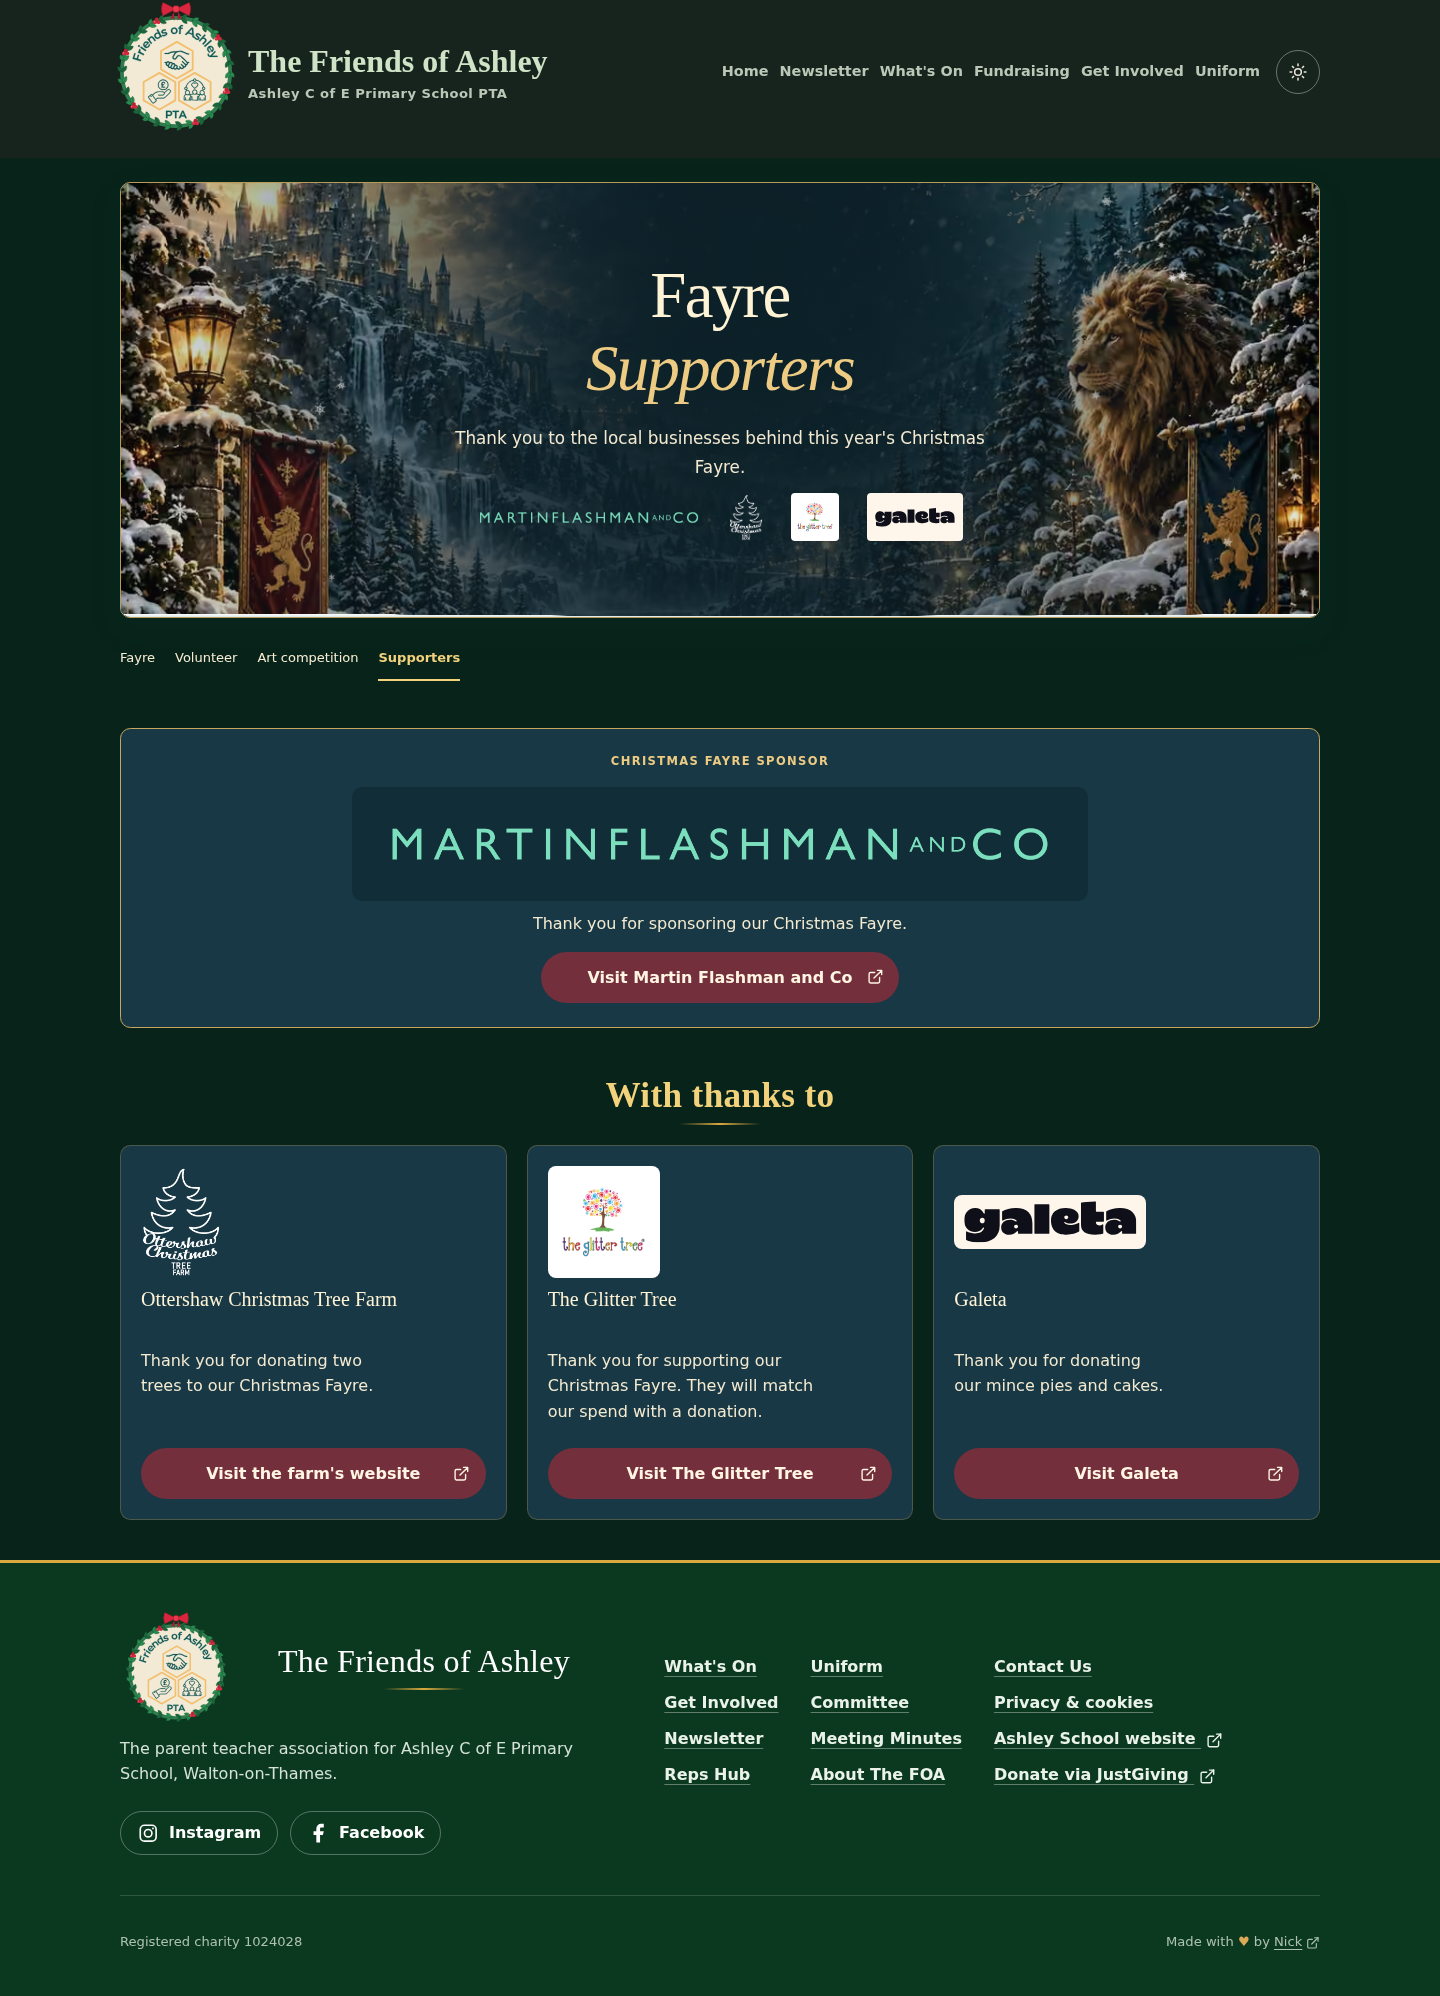 Friends of Ashley
PTA
The Friends of Ashley
Ashley C of E Primary School PTA
Home Newsletter What's On Fundraising Get Involved Uniform
Fayre
Supporters
Thank you to the local businesses behind this year's Christmas
Fayre.
MARTINFLASHMANANDCO
Ottershaw
Christmas
TREE
FARM
the glitter tree
galeta
Fayre Volunteer Art competition Supporters
CHRISTMAS FAYRE SPONSOR
MARTINFLASHMANANDCO
Thank you for sponsoring our Christmas Fayre.
Visit Martin Flashman and Co
With thanks to
Ottershaw
Christmas
TREE
FARM
Ottershaw Christmas Tree Farm
Thank you for donating two
trees to our Christmas Fayre.
Visit the farm's website
the glitter tree
The Glitter Tree
Thank you for supporting our
Christmas Fayre. They will match
our spend with a donation.
Visit The Glitter Tree
galeta
Galeta
Thank you for donating
our mince pies and cakes.
Visit Galeta
Friends of Ashley
PTA
The Friends of Ashley
The parent teacher association for Ashley C of E Primary
School, Walton-on-Thames.
Instagram Facebook
What's On
Get Involved
Newsletter
Reps Hub
Uniform
Committee
Meeting Minutes
About The FOA
Contact Us
Privacy & cookies
Ashley School website
Donate via JustGiving
Registered charity 1024028
Made with ♥ by Nick